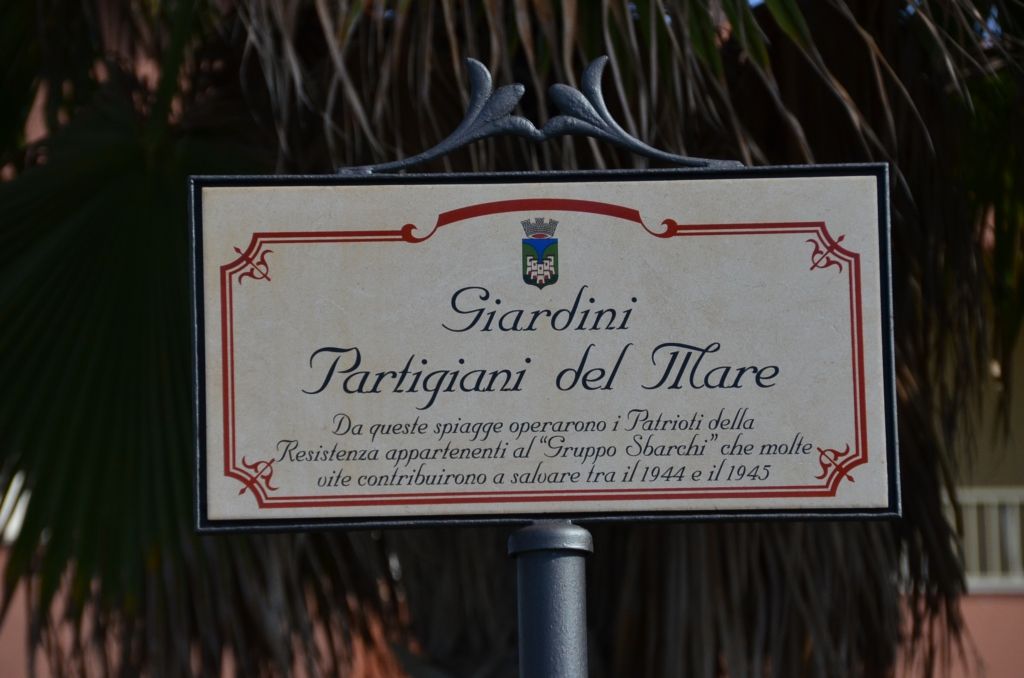 Giardini
Partigiani del Mare
Da queste spiagge operarono i Patrioti della
Resistenza appartenenti al "Gruppo Sbarchi" che molte
vite contribuirono a salvare tra il 1944 e il 1945